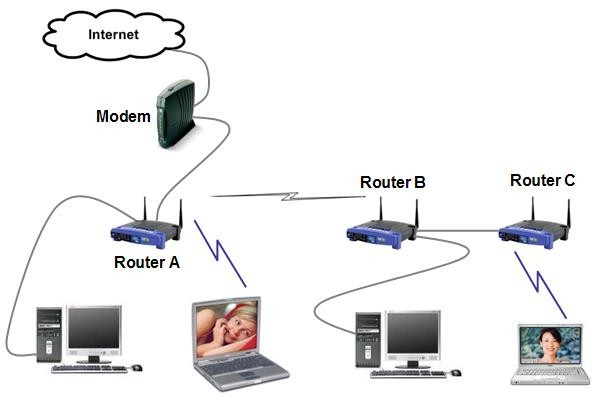 Internet
Modem
Router B
Router C
Router A